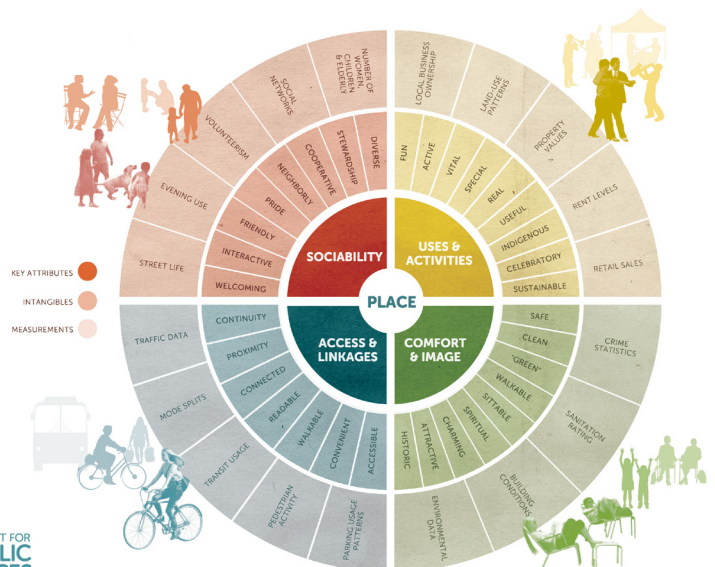 KEY ATTRIBUTES
INTANGIBLES
MEASUREMENTS
PLACE
SOCIABILITY
USES &
ACTIVITIES
ACCESS &
LINKAGES
COMFORT
& IMAGE
WELCOMING
INTERACTIVE
FRIENDLY
PRIDE
NEIGHBORLY
COOPERATIVE
STEWARDSHIP
DIVERSE
STREET LIFE
EVENING USE
VOLUNTEERISM
SOCIAL
NETWORKS
NUMBER OF
WOMEN,
CHILDREN
& ELDERLY
FUN
ACTIVE
VITAL
SPECIAL
REAL
USEFUL
INDIGENOUS
CELEBRATORY
SUSTAINABLE
LOCAL BUSINESS
OWNERSHIP
LAND-USE
PATTERNS
PROPERTY
VALUES
RENT LEVELS
RETAIL SALES
SAFE
CLEAN
"GREEN"
WALKABLE
SITTABLE
SPIRITUAL
CHARMING
ATTRACTIVE
HISTORIC
CRIME
STATISTICS
SANITATION
RATING
BUILDING
CONDITIONS
ENVIRONMENTAL
DATA
CONTINUITY
PROXIMITY
CONNECTED
READABLE
WALKABLE
CONVENIENT
ACCESSIBLE
TRAFFIC DATA
MODE SPLITS
TRANSIT USAGE
PEDESTRIAN
ACTIVITY
PARKING USAGE
PATTERNS
T FOR
LIC